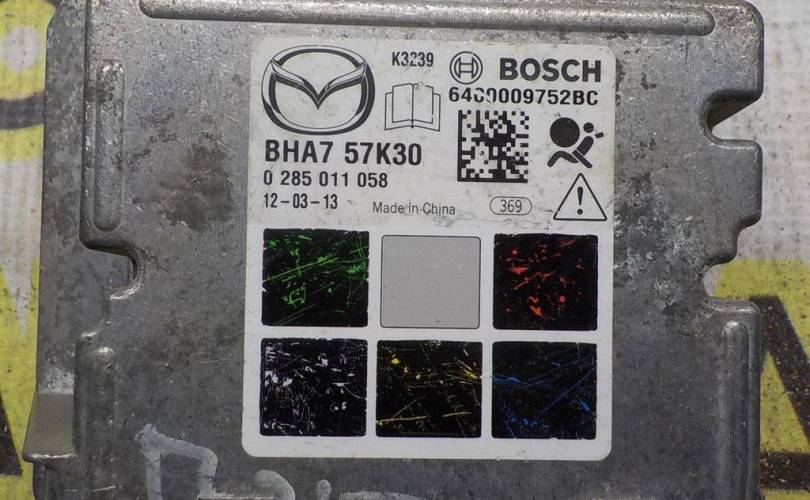 K3239
BOSCH
6400009752BC
BHA7 57K30
0 285 011 058
12-03-13
Made in China
369